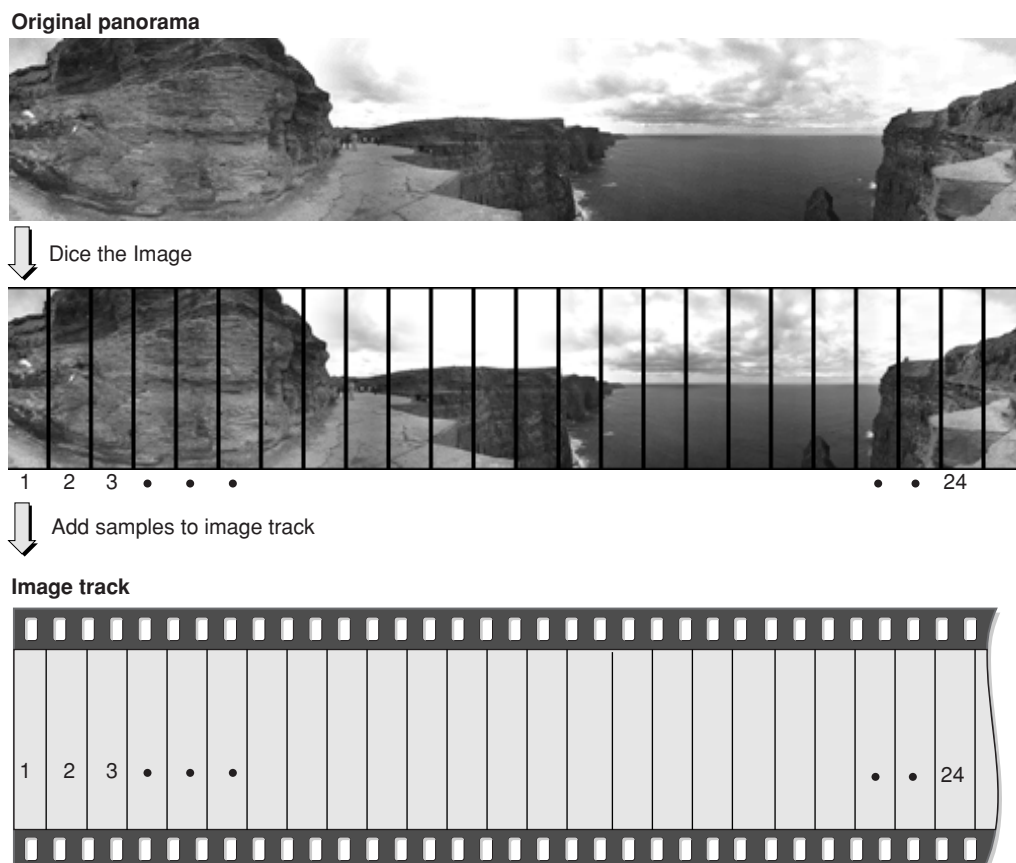 Original panorama
Dice the Image
1 2 3 • • • • • 24
Add samples to image track
Image track
1 2 3 • • • • • 24